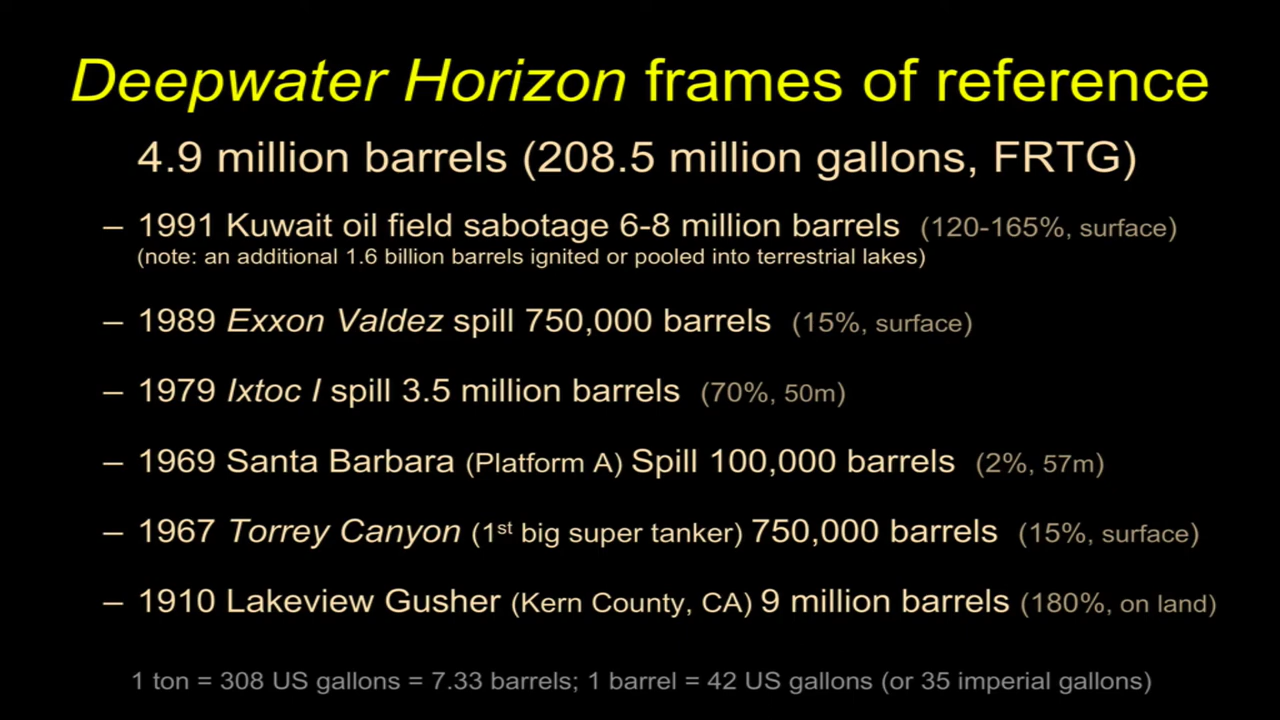 Deepwater Horizon frames of reference
4.9 million barrels (208.5 million gallons, FRTG)
– 1991 Kuwait oil field sabotage 6-8 million barrels (120-165%, surface)
(note: an additional 1.6 billion barrels ignited or pooled into terrestrial lakes)
– 1989 Exxon Valdez spill 750,000 barrels (15%, surface)
– 1979 Ixtoc I spill 3.5 million barrels (70%, 50m)
– 1969 Santa Barbara (Platform A) Spill 100,000 barrels (2%, 57m)
– 1967 Torrey Canyon (1st big super tanker) 750,000 barrels (15%, surface)
– 1910 Lakeview Gusher (Kern County, CA) 9 million barrels (180%, on land)
1 ton = 308 US gallons = 7.33 barrels; 1 barrel = 42 US gallons (or 35 imperial gallons)